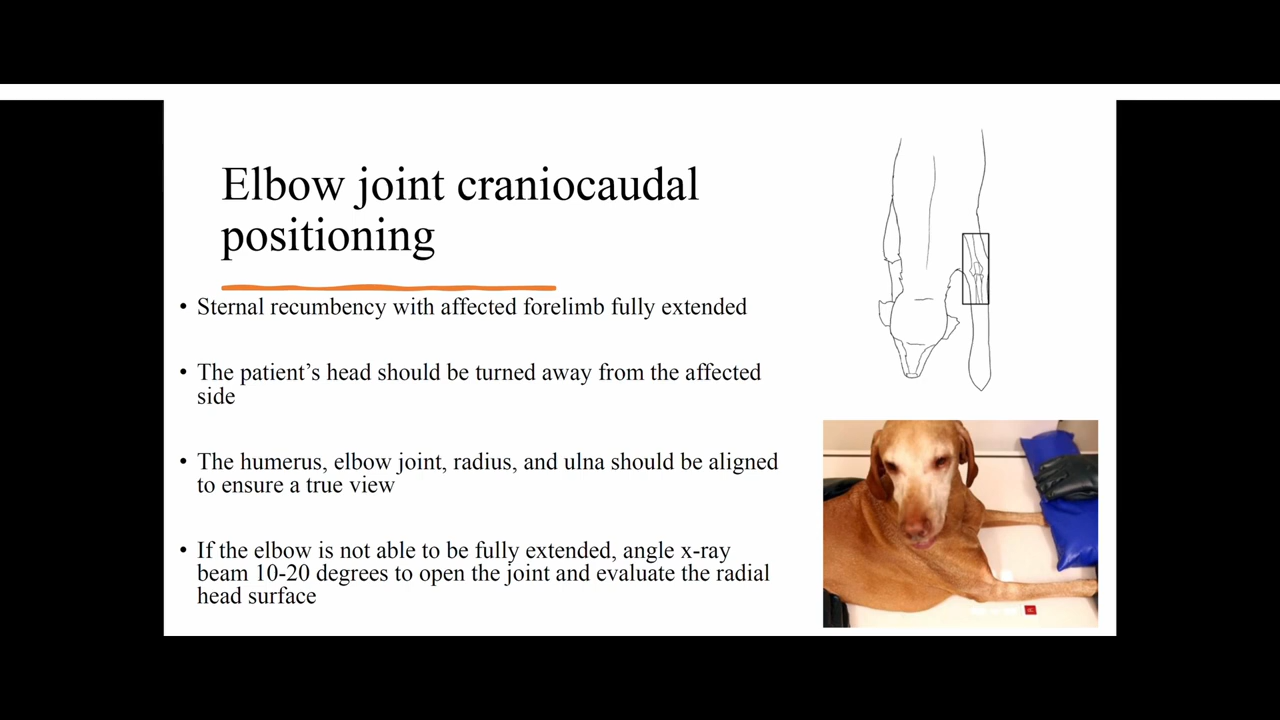 Elbow joint craniocaudal
positioning
• Sternal recumbency with affected forelimb fully extended
• The patient’s head should be turned away from the affected
side
• The humerus, elbow joint, radius, and ulna should be aligned
to ensure a true view
• If the elbow is not able to be fully extended, angle x-ray
beam 10-20 degrees to open the joint and evaluate the radial
head surface